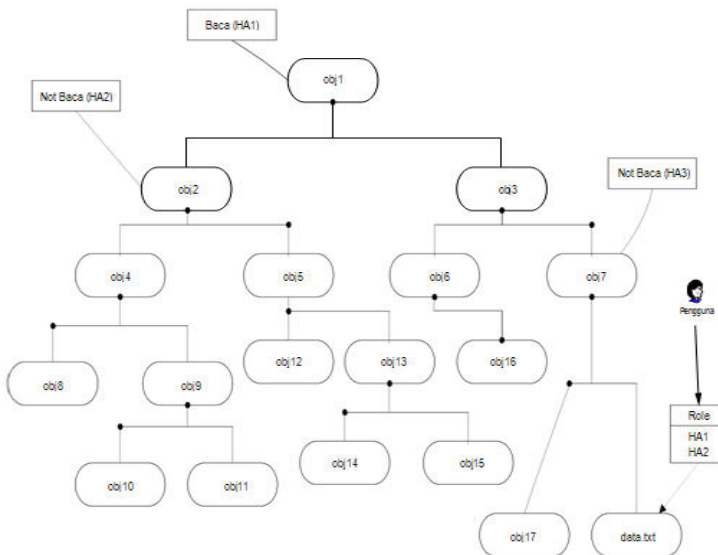 Baca (HA1)
obj1
Not Baca (HA2)
obj2
obj3
Not Baca (HA3)
obj4
obj5
obj6
obj7
Pengguna
obj8
obj9
obj12
obj13
obj16
Role
HA1
HA2
obj10
obj11
obj14
obj15
obj17
data.txt